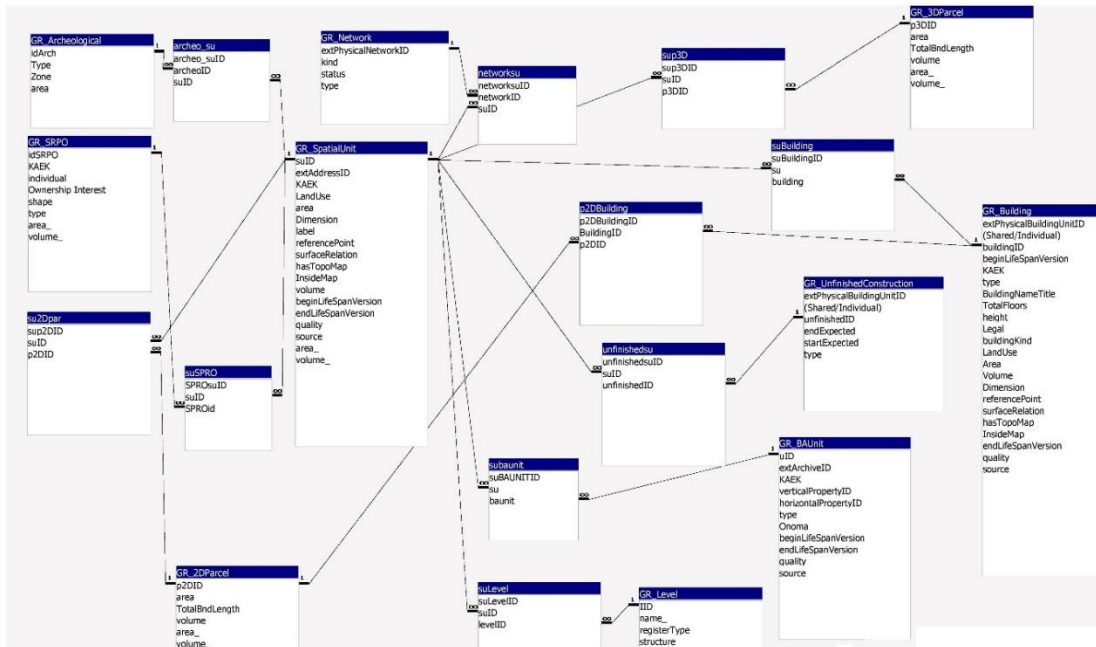 GR_Archeological
idArch
Type
Zone
area
archeo_su
archeo_suID
archeoID
suID
GR_Network
extPhysicalNetworkID
kind
status
type
networksu
networksuID
networkID
suID
sup3D
sup3DID
suID
p3DID
GR_3DParcel
p3DID
area
TotalBndLength
volume
area_
volume_
GR_SRPO
idSRPO
KAEK
individual
Ownership Interest
shape
type
area_
volume_
GR_SpatialUnit
suID
extAddressID
KAEK
LandUse
area
Dimension
label
referencePoint
surfaceRelation
hasTopoMap
InsideMap
volume
beginLifeSpanVersion
endLifeSpanVersion
quality
source
area_
volume_
suBuilding
suBuildingID
su
building
p2DBuilding
p2DBuildingID
BuildingID
p2DID
GR_Building
extPhysicalBuildingUnitID
(Shared/Individual)
buildingID
beginLifeSpanVersion
KAEK
type
BuildingNameTitle
TotalFloors
height
Legal
buildingKind
LandUse
Area
Volume
Dimension
referencePoint
surfaceRelation
hasTopoMap
InsideMap
endLifeSpanVersion
quality
source
GR_UnfinishedConstruction
extPhysicalBuildingUnitID
(Shared/Individual)
unfinishedID
endExpected
startExpected
type
su2Dpar
sup2DID
suID
p2DID
suSPRO
SPROsuID
suID
SPROid
unfinishedsu
unfinishedsuID
suID
unfinishedID
subaunit
suBAUNITID
su
baunit
GR_BAUnit
uID
extArchiveID
KAEK
verticalPropertyID
horizontalPropertyID
type
Onoma
beginLifeSpanVersion
endLifeSpanVersion
quality
source
GR_2DParcel
p2DID
area
TotalBndLength
volume
area_
volume_
suLevel
suLevelID
suID
levelID
GR_Level
lID
name_
registerType
structure